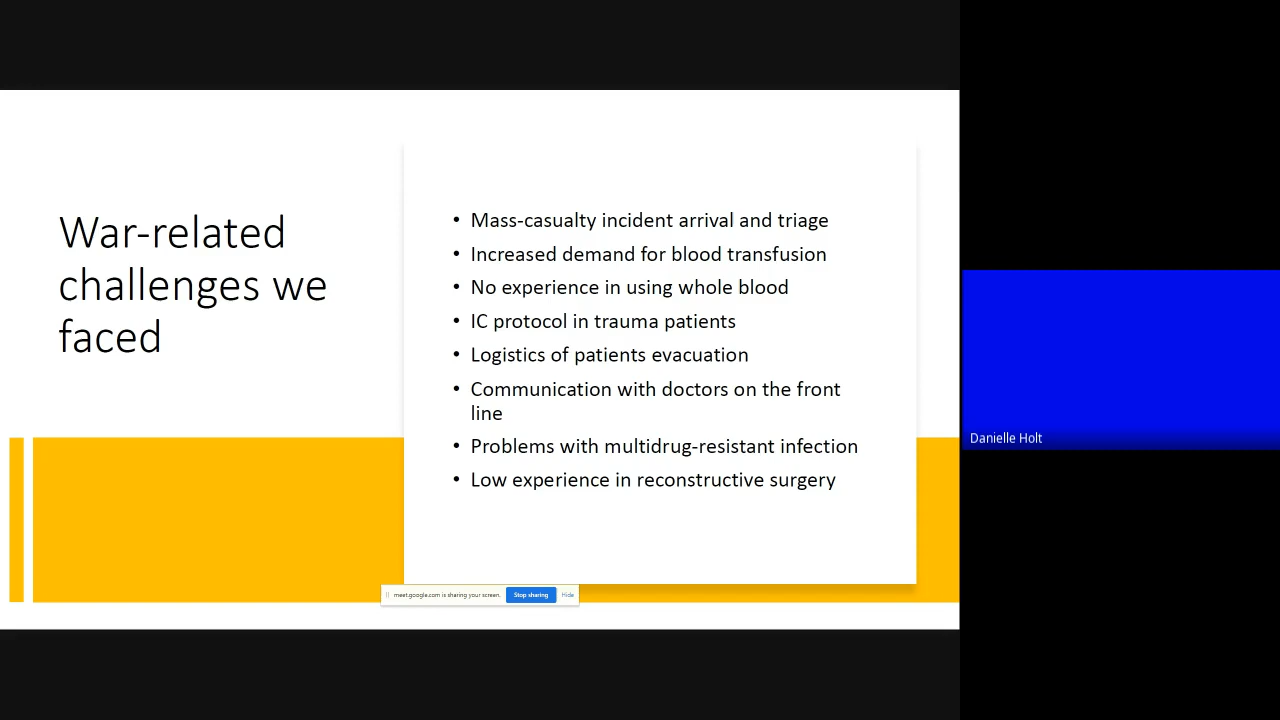 War-related
challenges we
faced
• Mass-casualty incident arrival and triage
• Increased demand for blood transfusion
• No experience in using whole blood
• IC protocol in trauma patients
• Logistics of patients evacuation
• Communication with doctors on the front
line
• Problems with multidrug-resistant infection
• Low experience in reconstructive surgery
meet.google.com is sharing your screen. Stop sharing Hide
Danielle Holt